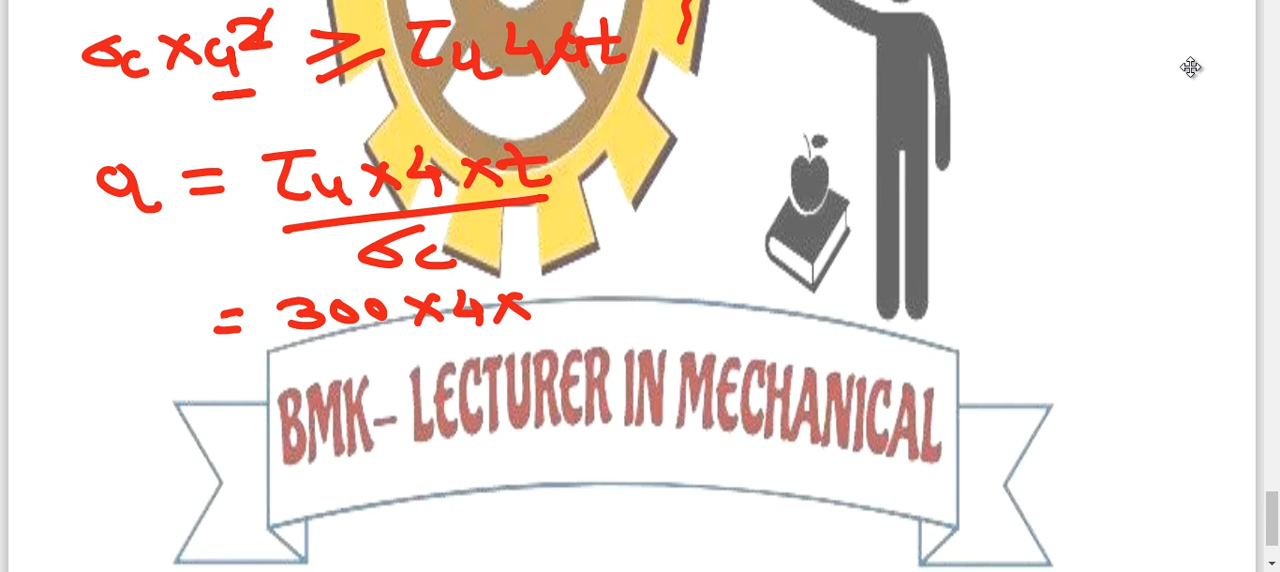 σc × a² ≥ τu 4at
a = τu × 4 × t
σc
= 300 × 4 ×
BMK- LECTURER IN MECHANICAL